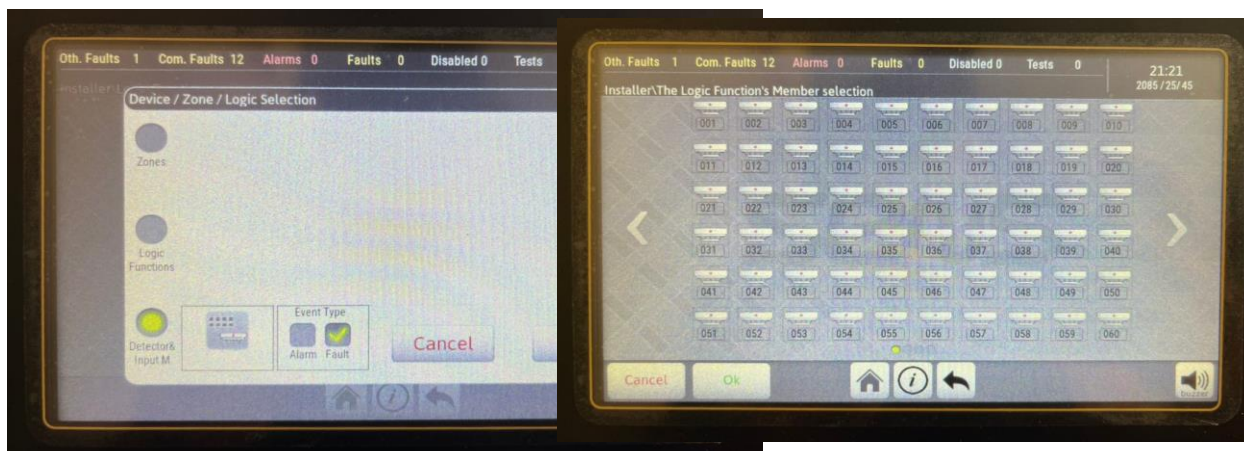 Oth. Faults 1 Com. Faults 12 Alarms 0 Faults 0 Disabled 0 Tests
Device / Zone / Logic Selection
Zones
Logic
Functions
Detector&
Input M.
Event Type
Alarm Fault
Cancel
Oth. Faults 1 Com. Faults 12 Alarms 0 Faults 0 Disabled 0 Tests 0
21:21
2085 / 25/ 45
Installer\The Logic Function's Member selection
001 002 003 004 005 006 007 008 009 010
011 012 013 014 015 016 017 018 019 020
021 022 023 024 025 026 027 028 029 030
031 032 033 034 035 036 037 038 039 040
041 042 043 044 045 046 047 048 049 050
051 052 053 054 055 056 057 058 059 060
Cancel
Ok
i
buzzer